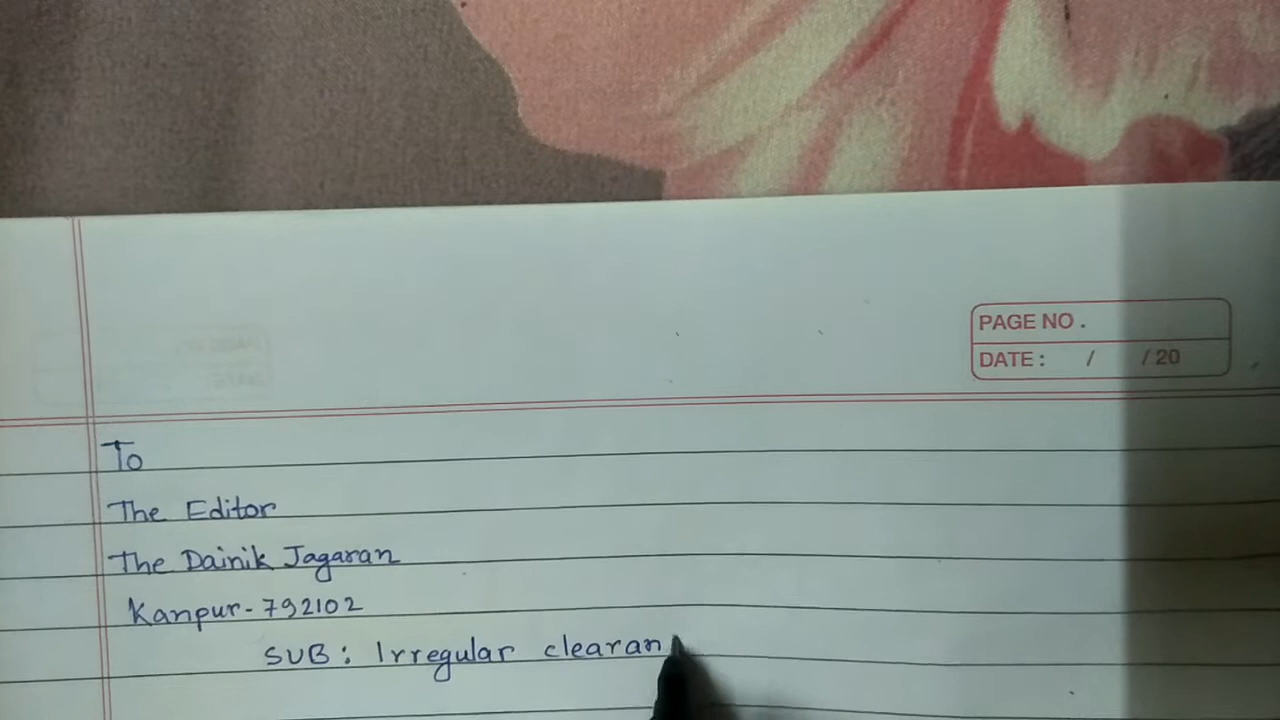 PAGE NO.
DATE: / / 20
To
The Editor
The Dainik Jagaran
Kanpur-792102
SUB: Irregular clearan